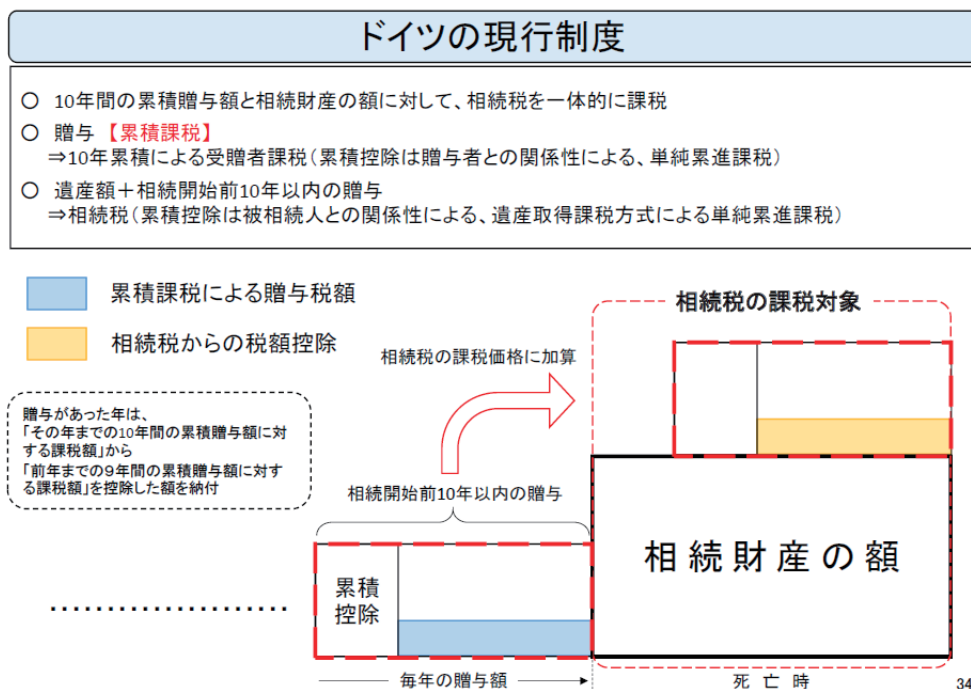 ドイツの現行制度
○ 10年間の累積贈与額と相続財産の額に対して、相続税を一体的に課税
○ 贈与 【累積課税】
⇒10年累積による受贈者課税(累積控除は贈与者との関係性による、単純累進課税)
○ 遺産額+相続開始前10年以内の贈与
⇒相続税(累積控除は被相続人との関係性による、遺産取得課税方式による単純累進課税)
累積課税による贈与税額
相続税からの税額控除
相続税の課税対象
相続税の課税価格に加算
贈与があった年は、
「その年までの10年間の累積贈与額に対
する課税額」から
「前年までの9年間の累積贈与額に対す
る課税額」を控除した額を納付
相続開始前10年以内の贈与
累積
控除
相続財産の額
毎年の贈与額
死亡時
34